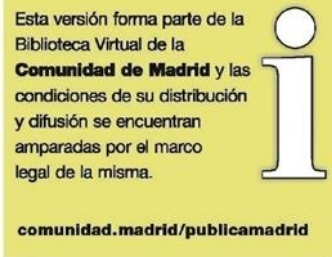 Esta versión forma parte de la
Biblioteca Virtual de la
Comunidad de Madrid y las
condiciones de su distribución
y difusión se encuentran
amparadas por el marco
legal de la misma.
i
comunidad.madrid/publicamadrid